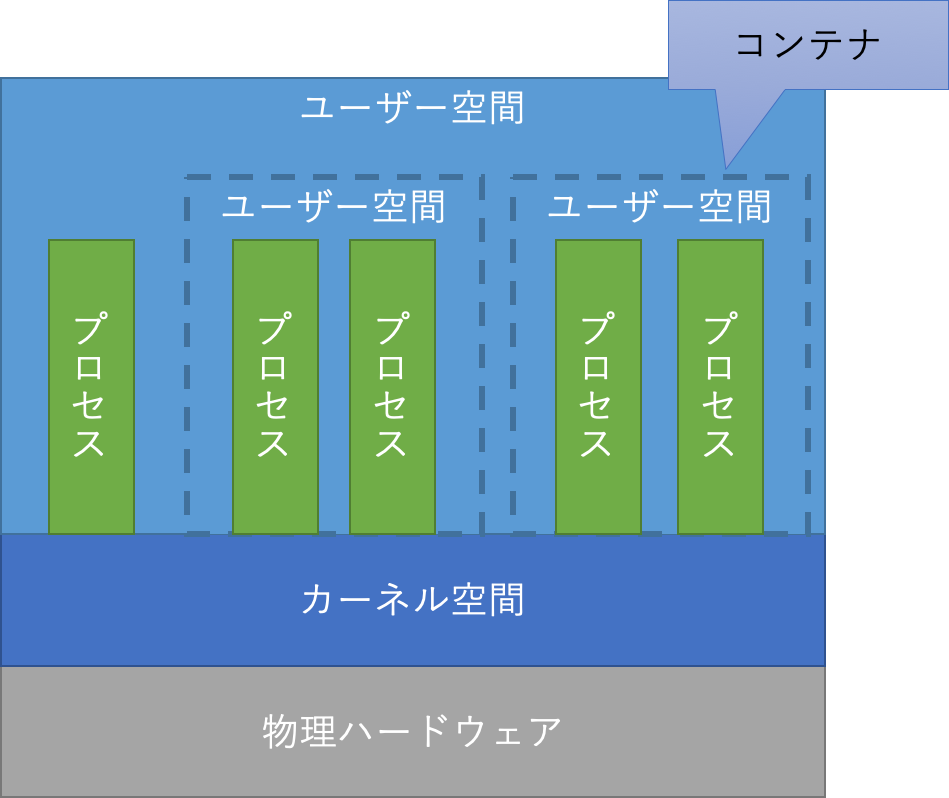 コンテナ
ユーザー空間
ユーザー空間
ユーザー空間
プロセス
プロセス
プロセス
プロセス
プロセス
カーネル空間
物理ハードウェア